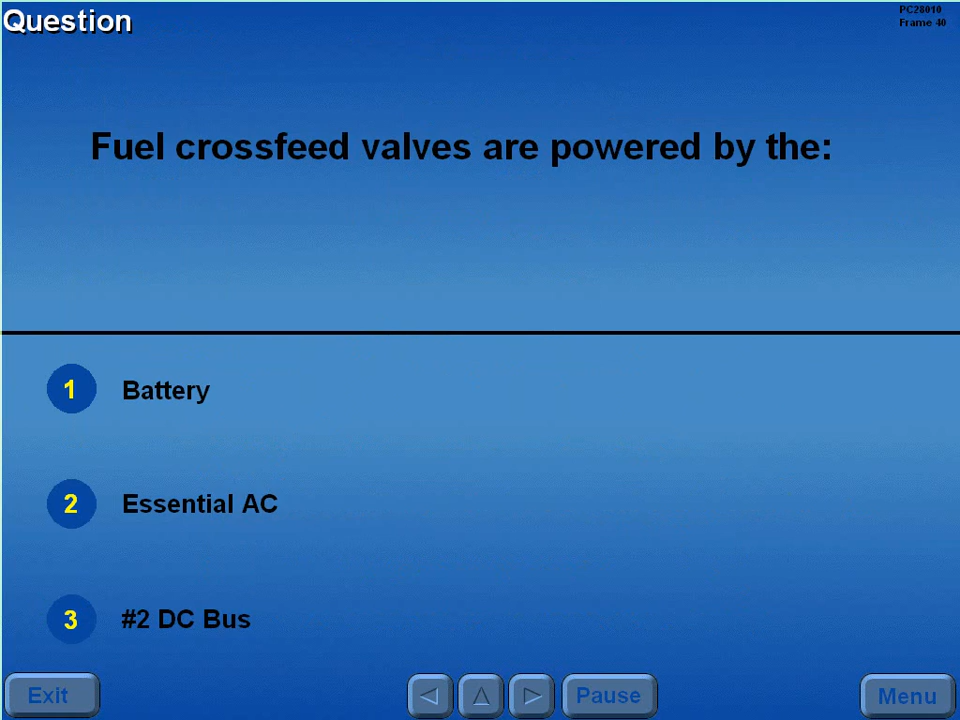 Question
PC28010
Frame 40
Fuel crossfeed valves are powered by the:
1 Battery
2 Essential AC
3 #2 DC Bus
Exit Pause Menu